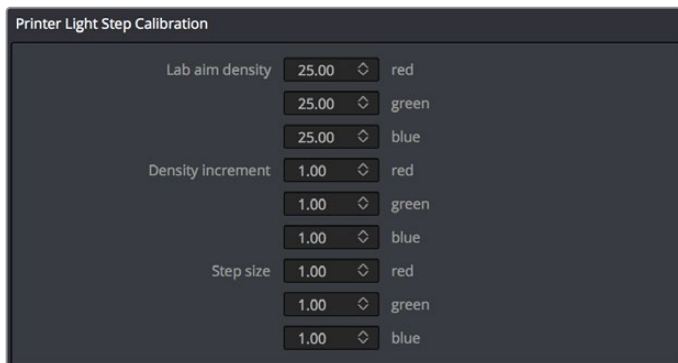 Printer Light Step Calibration
Lab aim density 25.00 red
25.00 green
25.00 blue
Density increment 1.00 red
1.00 green
1.00 blue
Step size 1.00 red
1.00 green
1.00 blue